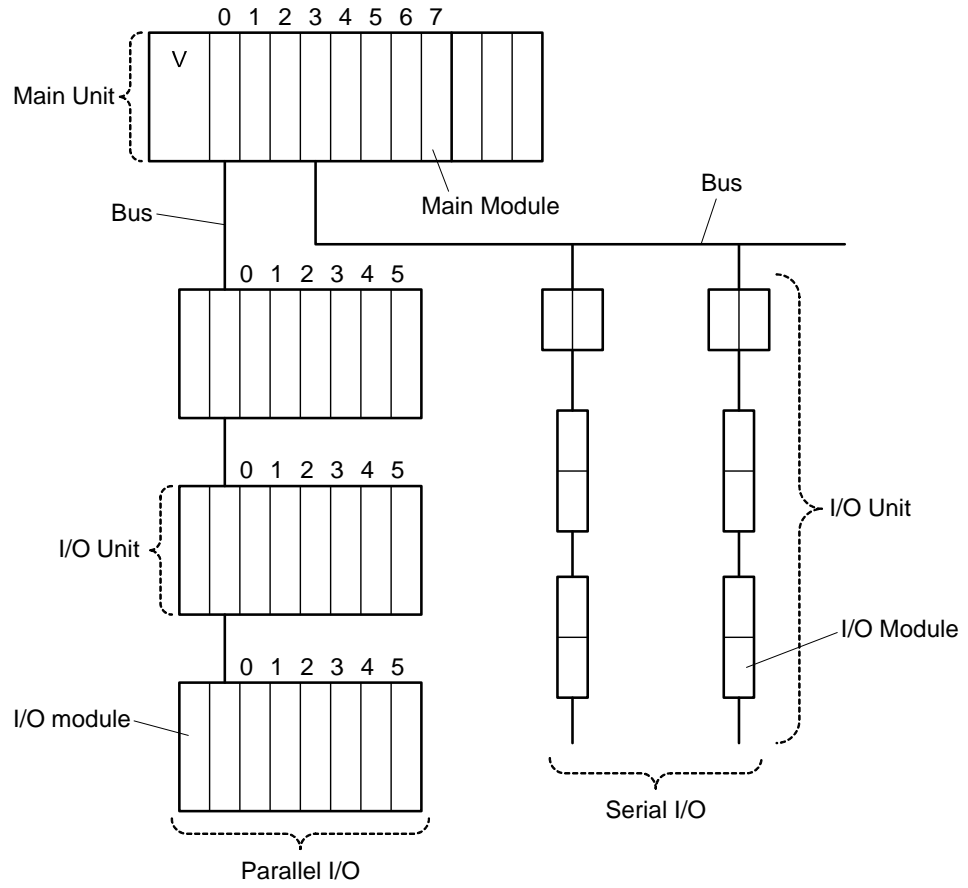 0 1 2 3 4 5 6 7
V
Main Unit
Main Module
Bus
Bus
0 1 2 3 4 5
0 1 2 3 4 5
I/O Unit
I/O Unit
I/O Module
0 1 2 3 4 5
I/O module
Serial I/O
Parallel I/O